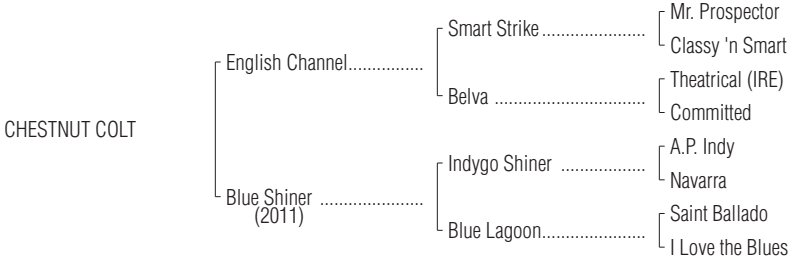 Mr. Prospector
Smart Strike......................
Classy 'n Smart
English Channel................
Theatrical (IRE)
Belva ................................
Committed
CHESTNUT COLT
A.P. Indy
Indygo Shiner ..................
Navarra
Blue Shiner ......................
(2011)
Saint Ballado
Blue Lagoon......................
I Love the Blues